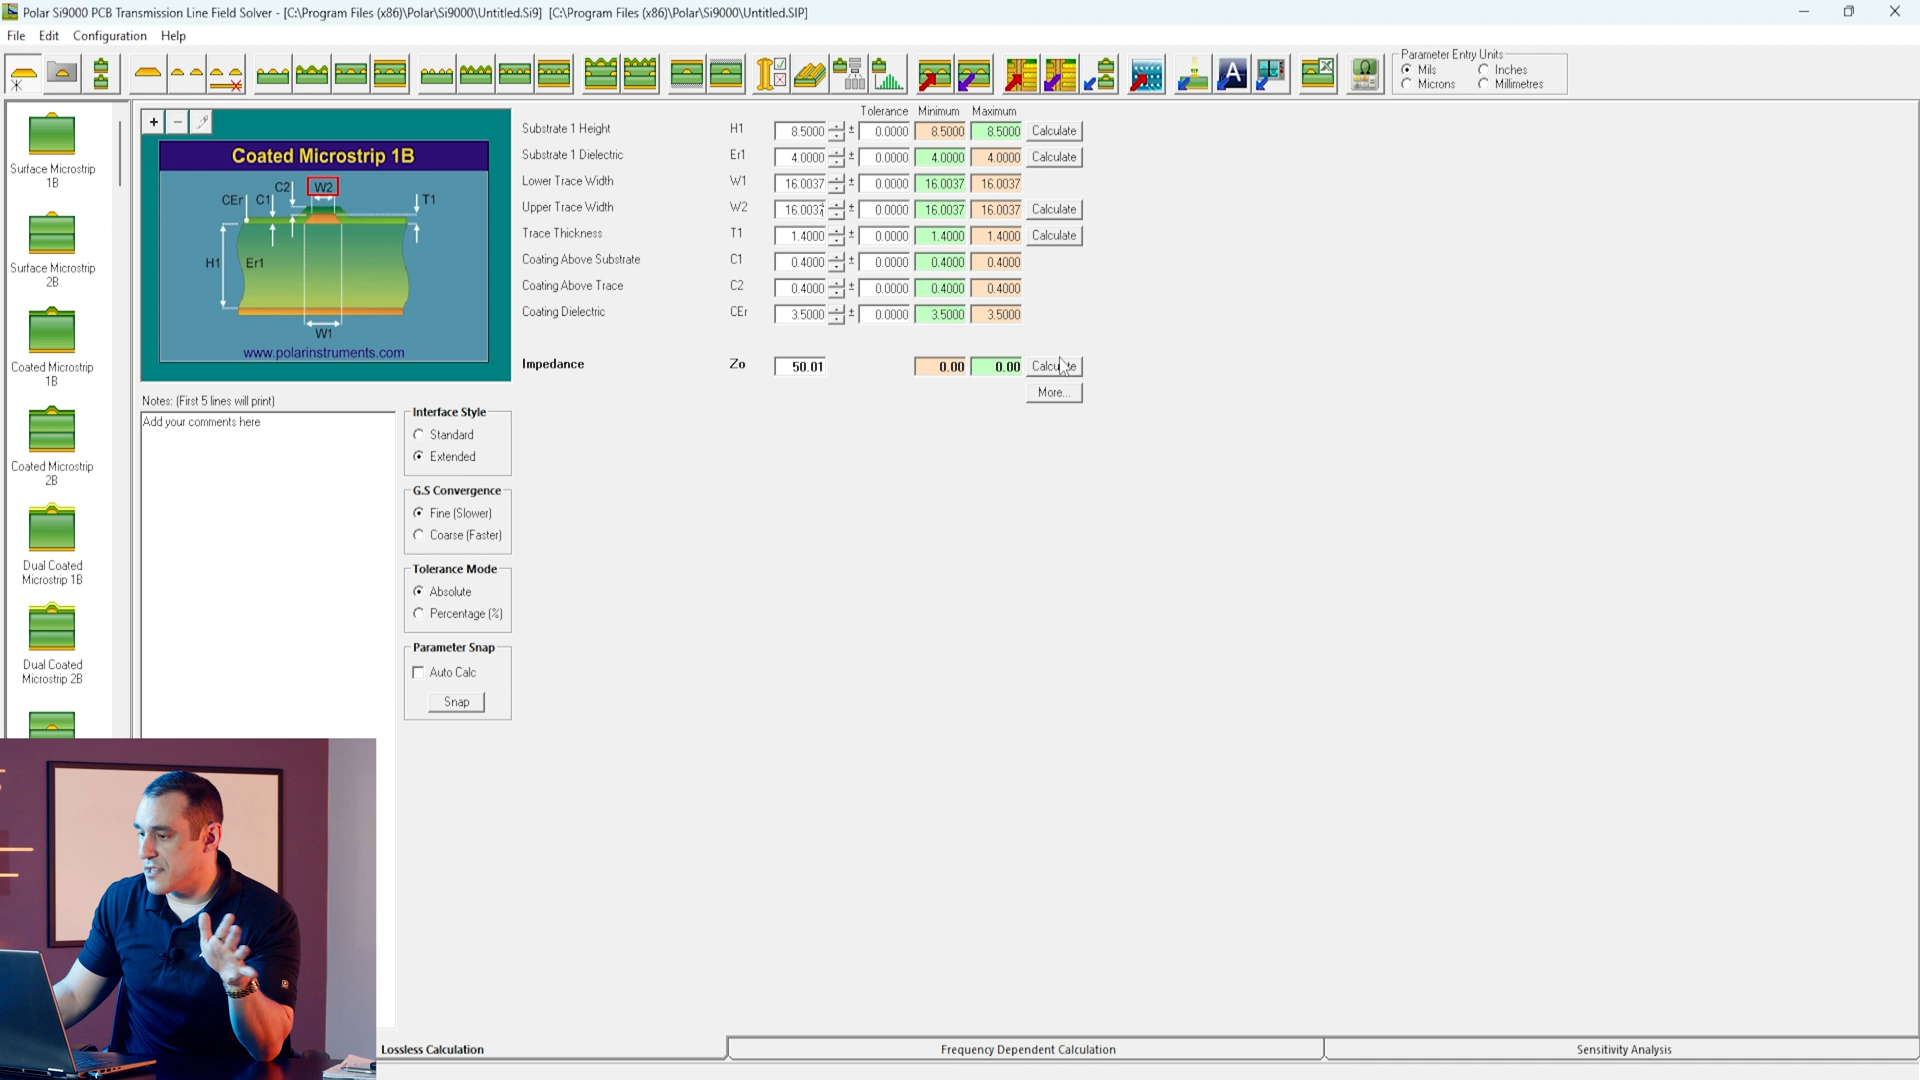 Polar Si9000 PCB Transmission Line Field Solver - [C:\Program Files (x86)\Polar\Si9000\Untitled.Si9] [C:\Program Files (x86)\Polar\Si9000\Untitled.SIP]
File Edit Configuration Help
Parameter Entry Units
Mils Inches
Microns Millimetres
Surface Microstrip
1B
Surface Microstrip
2B
Coated Microstrip
1B
Coated Microstrip
2B
Dual Coated
Microstrip 1B
Dual Coated
Microstrip 2B
+ −
Coated Microstrip 1B
C2 W2
CEr C1 T1
H1 Er1
W1
www.polarinstruments.com
Tolerance Minimum Maximum
Substrate 1 Height H1 8.5000 ± 0.0000 8.5000 8.5000 Calculate
Substrate 1 Dielectric Er1 4.0000 ± 0.0000 4.0000 4.0000 Calculate
Lower Trace Width W1 16.0037 ± 0.0000 16.0037 16.0037
Upper Trace Width W2 16.0037 ± 0.0000 16.0037 16.0037 Calculate
Trace Thickness T1 1.4000 ± 0.0000 1.4000 1.4000 Calculate
Coating Above Substrate C1 0.4000 ± 0.0000 0.4000 0.4000
Coating Above Trace C2 0.4000 ± 0.0000 0.4000 0.4000
Coating Dielectric CEr 3.5000 ± 0.0000 3.5000 3.5000
Impedance Zo 50.01 0.00 0.00 Calculate
More...
Notes: (First 5 lines will print)
Add your comments here
Interface Style
Standard
Extended
G.S Convergence
Fine (Slower)
Coarse (Faster)
Tolerance Mode
Absolute
Percentage (%)
Parameter Snap
Auto Calc
Snap
Lossless Calculation Frequency Dependent Calculation Sensitivity Analysis